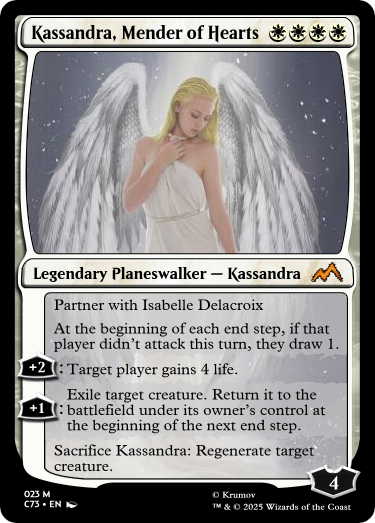 Kassandra, Mender of Hearts
Legendary Planeswalker — Kassandra
Partner with Isabelle Delacroix
At the beginning of each end step, if that
player didn't attack this turn, they draw 1.
+2 : Target player gains 4 life.
Exile target creature. Return it to the
+1 : battlefield under its owner's control at
the beginning of the next end step.
Sacrifice Kassandra: Regenerate target
creature.
4
023 M
C73 • EN
© Krumov
™ & © 2025 Wizards of the Coast